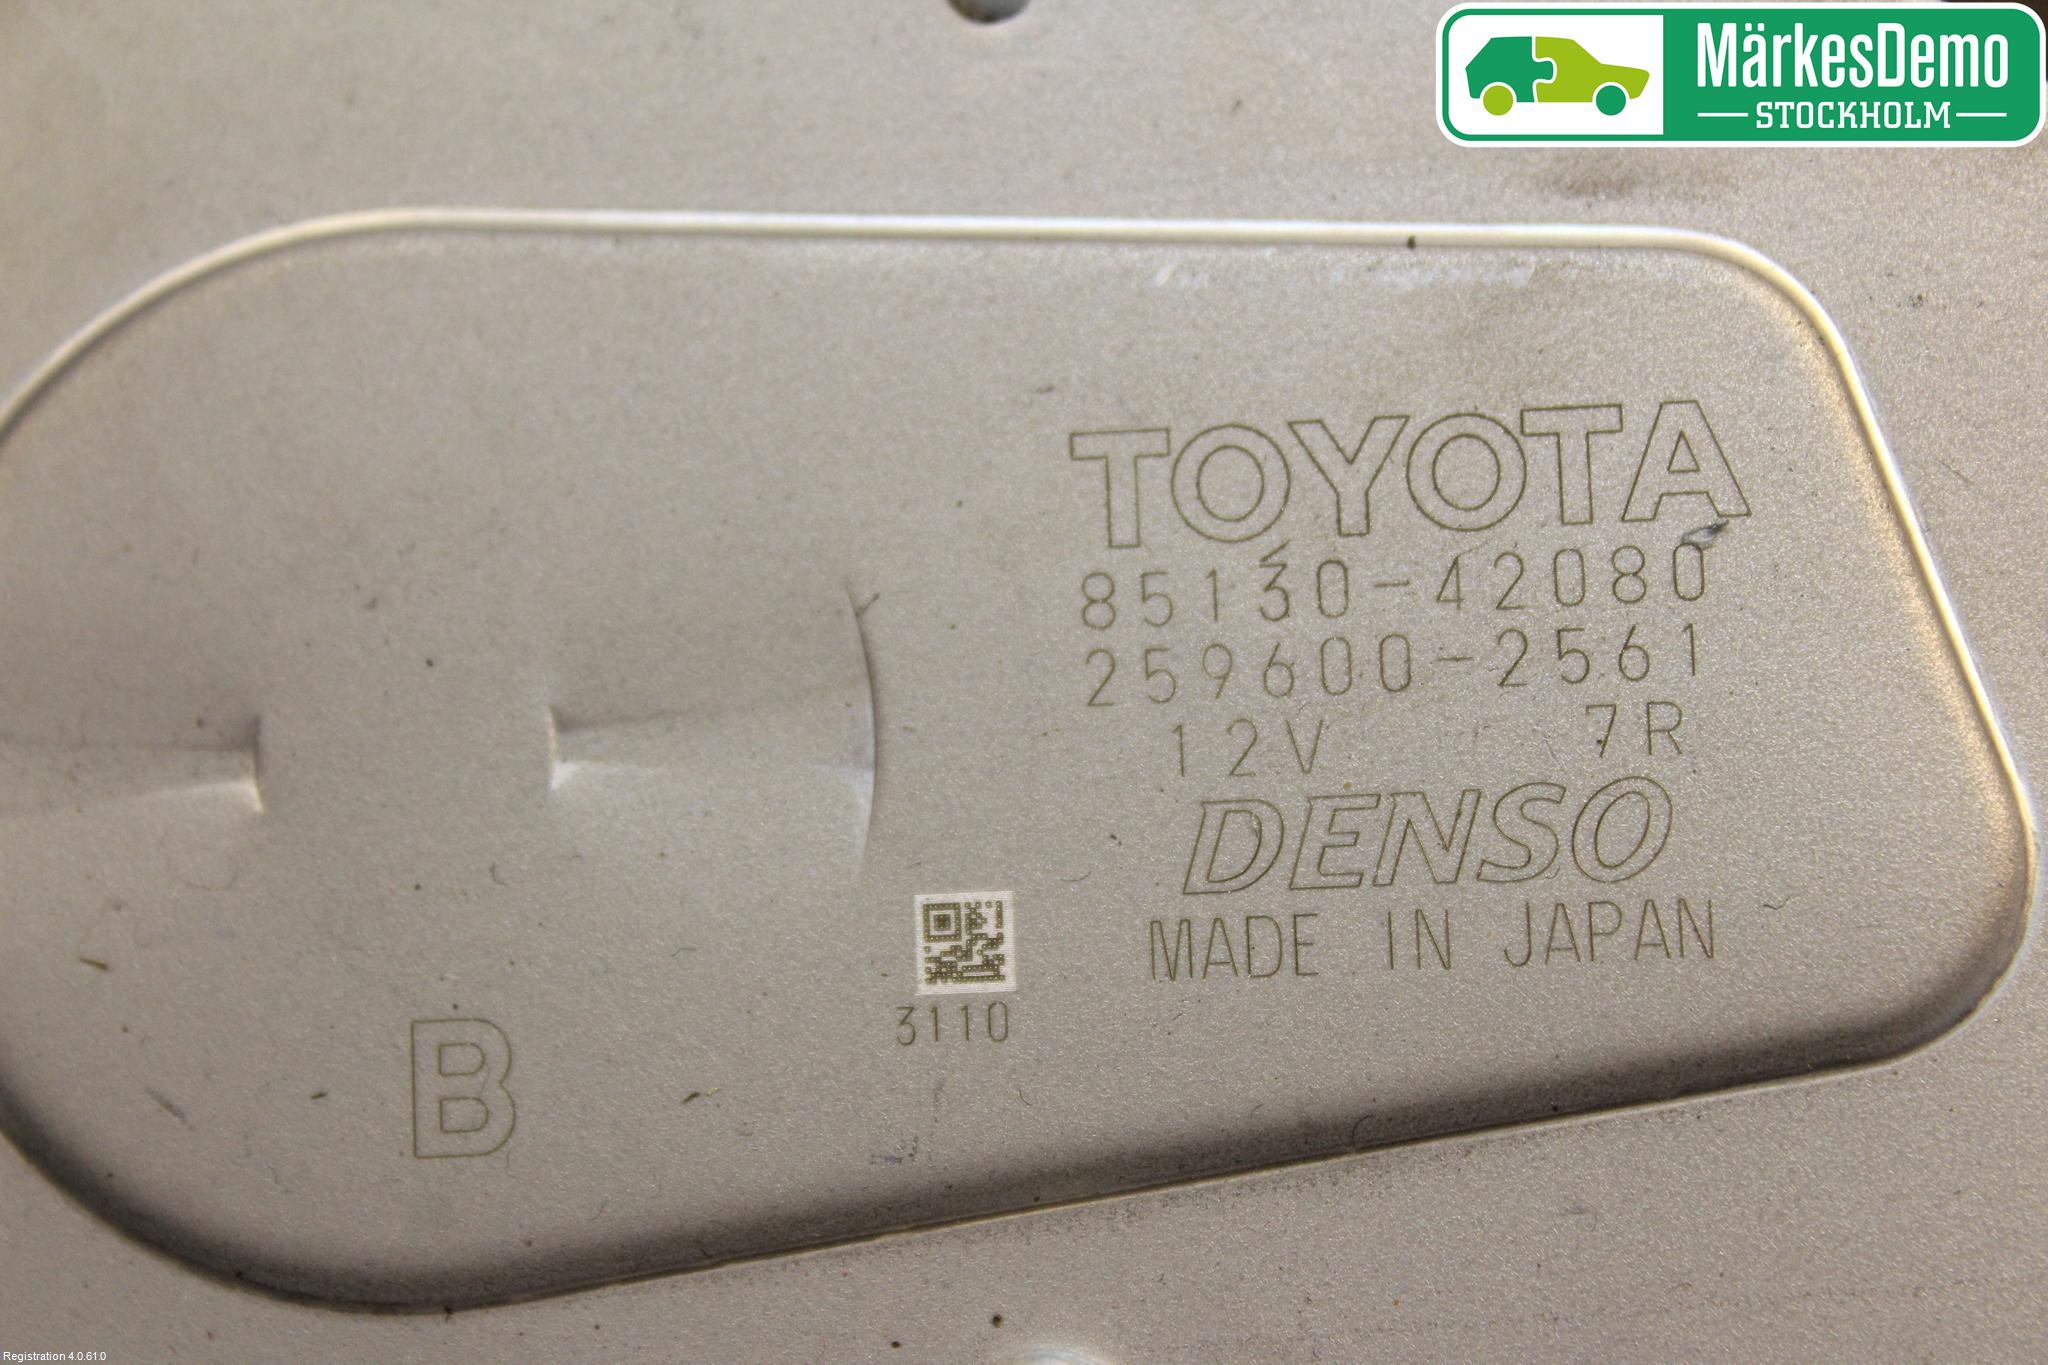 MärkesDemo
STOCKHOLM
TOYOTA
85130-42080
259600-2561
12V 7R
DENSO
MADE IN JAPAN
3110
B
Registration 4.0.61.0